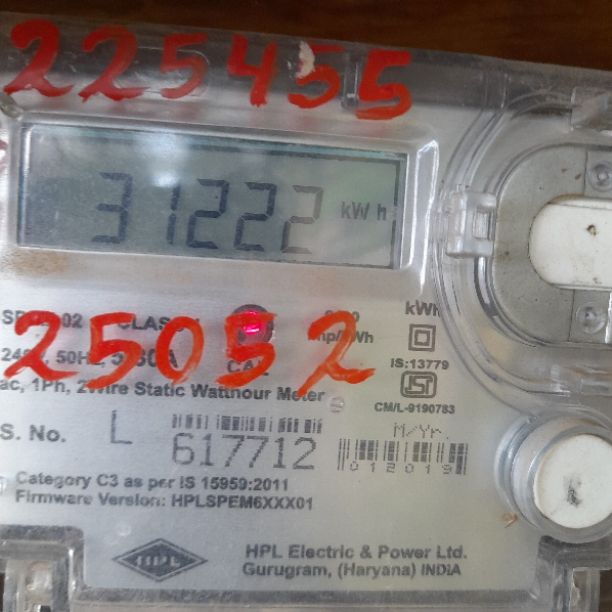 225455
31222 kWh
25052
kWh
IS:13779
ac, 1Ph, 2Wire Static Watthour Meter
CM/L-9190783
S. No. L 617712
M/Yr.
012019
Category C3 as per IS 15959:2011
Firmware Version: HPLSPEM6XXX01
HPL
HPL Electric & Power Ltd.
Gurugram, (Haryana) INDIA